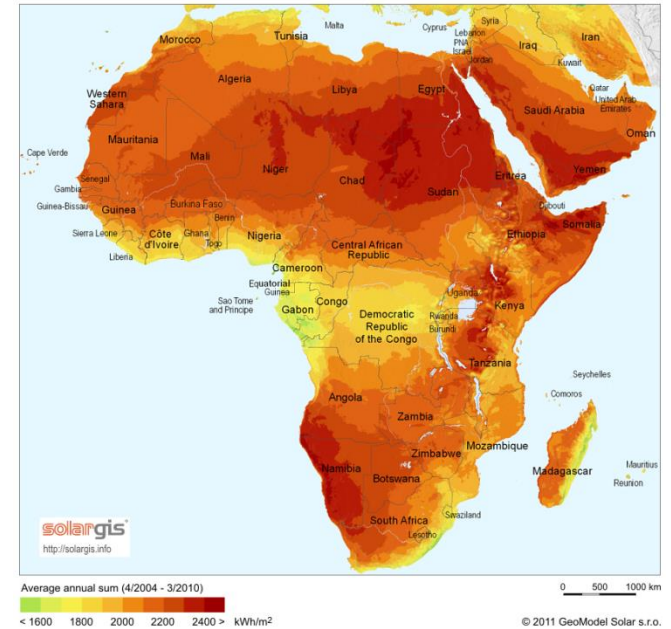 Malta
Cyprus
Syria
Lebanon
PNA
Israel
Jordan
Iraq
Iran
Kuwait
Morocco
Tunisia
Algeria
Libya
Egypt
Qatar
United Arab
Emirates
Saudi Arabia
Oman
Western
Sahara
Mauritania
Mali
Niger
Chad
Sudan
Eritrea
Yemen
Cape Verde
Senegal
Gambia
Guinea-Bissau
Guinea
Burkina Faso
Benin
Djibouti
Somalia
Sierra Leone
Liberia
Côte
d'Ivoire
Ghana
Togo
Nigeria
Central African
Republic
Ethiopia
Cameroon
Equatorial
Guinea
Sao Tome
and Principe
Gabon
Congo
Democratic
Republic
of the Congo
Uganda
Rwanda
Burundi
Kenya
Tanzania
Seychelles
Comoros
Angola
Zambia
Mozambique
Zimbabwe
Madagascar
Mauritius
Reunion
Namibia
Botswana
South Africa
Swaziland
Lesotho
solargis
http://solargis.info
Average annual sum (4/2004 - 3/2010)
< 1600 1800 2000 2200 2400 > kWh/m²
0 500 1000 km
© 2011 GeoModel Solar s.r.o.